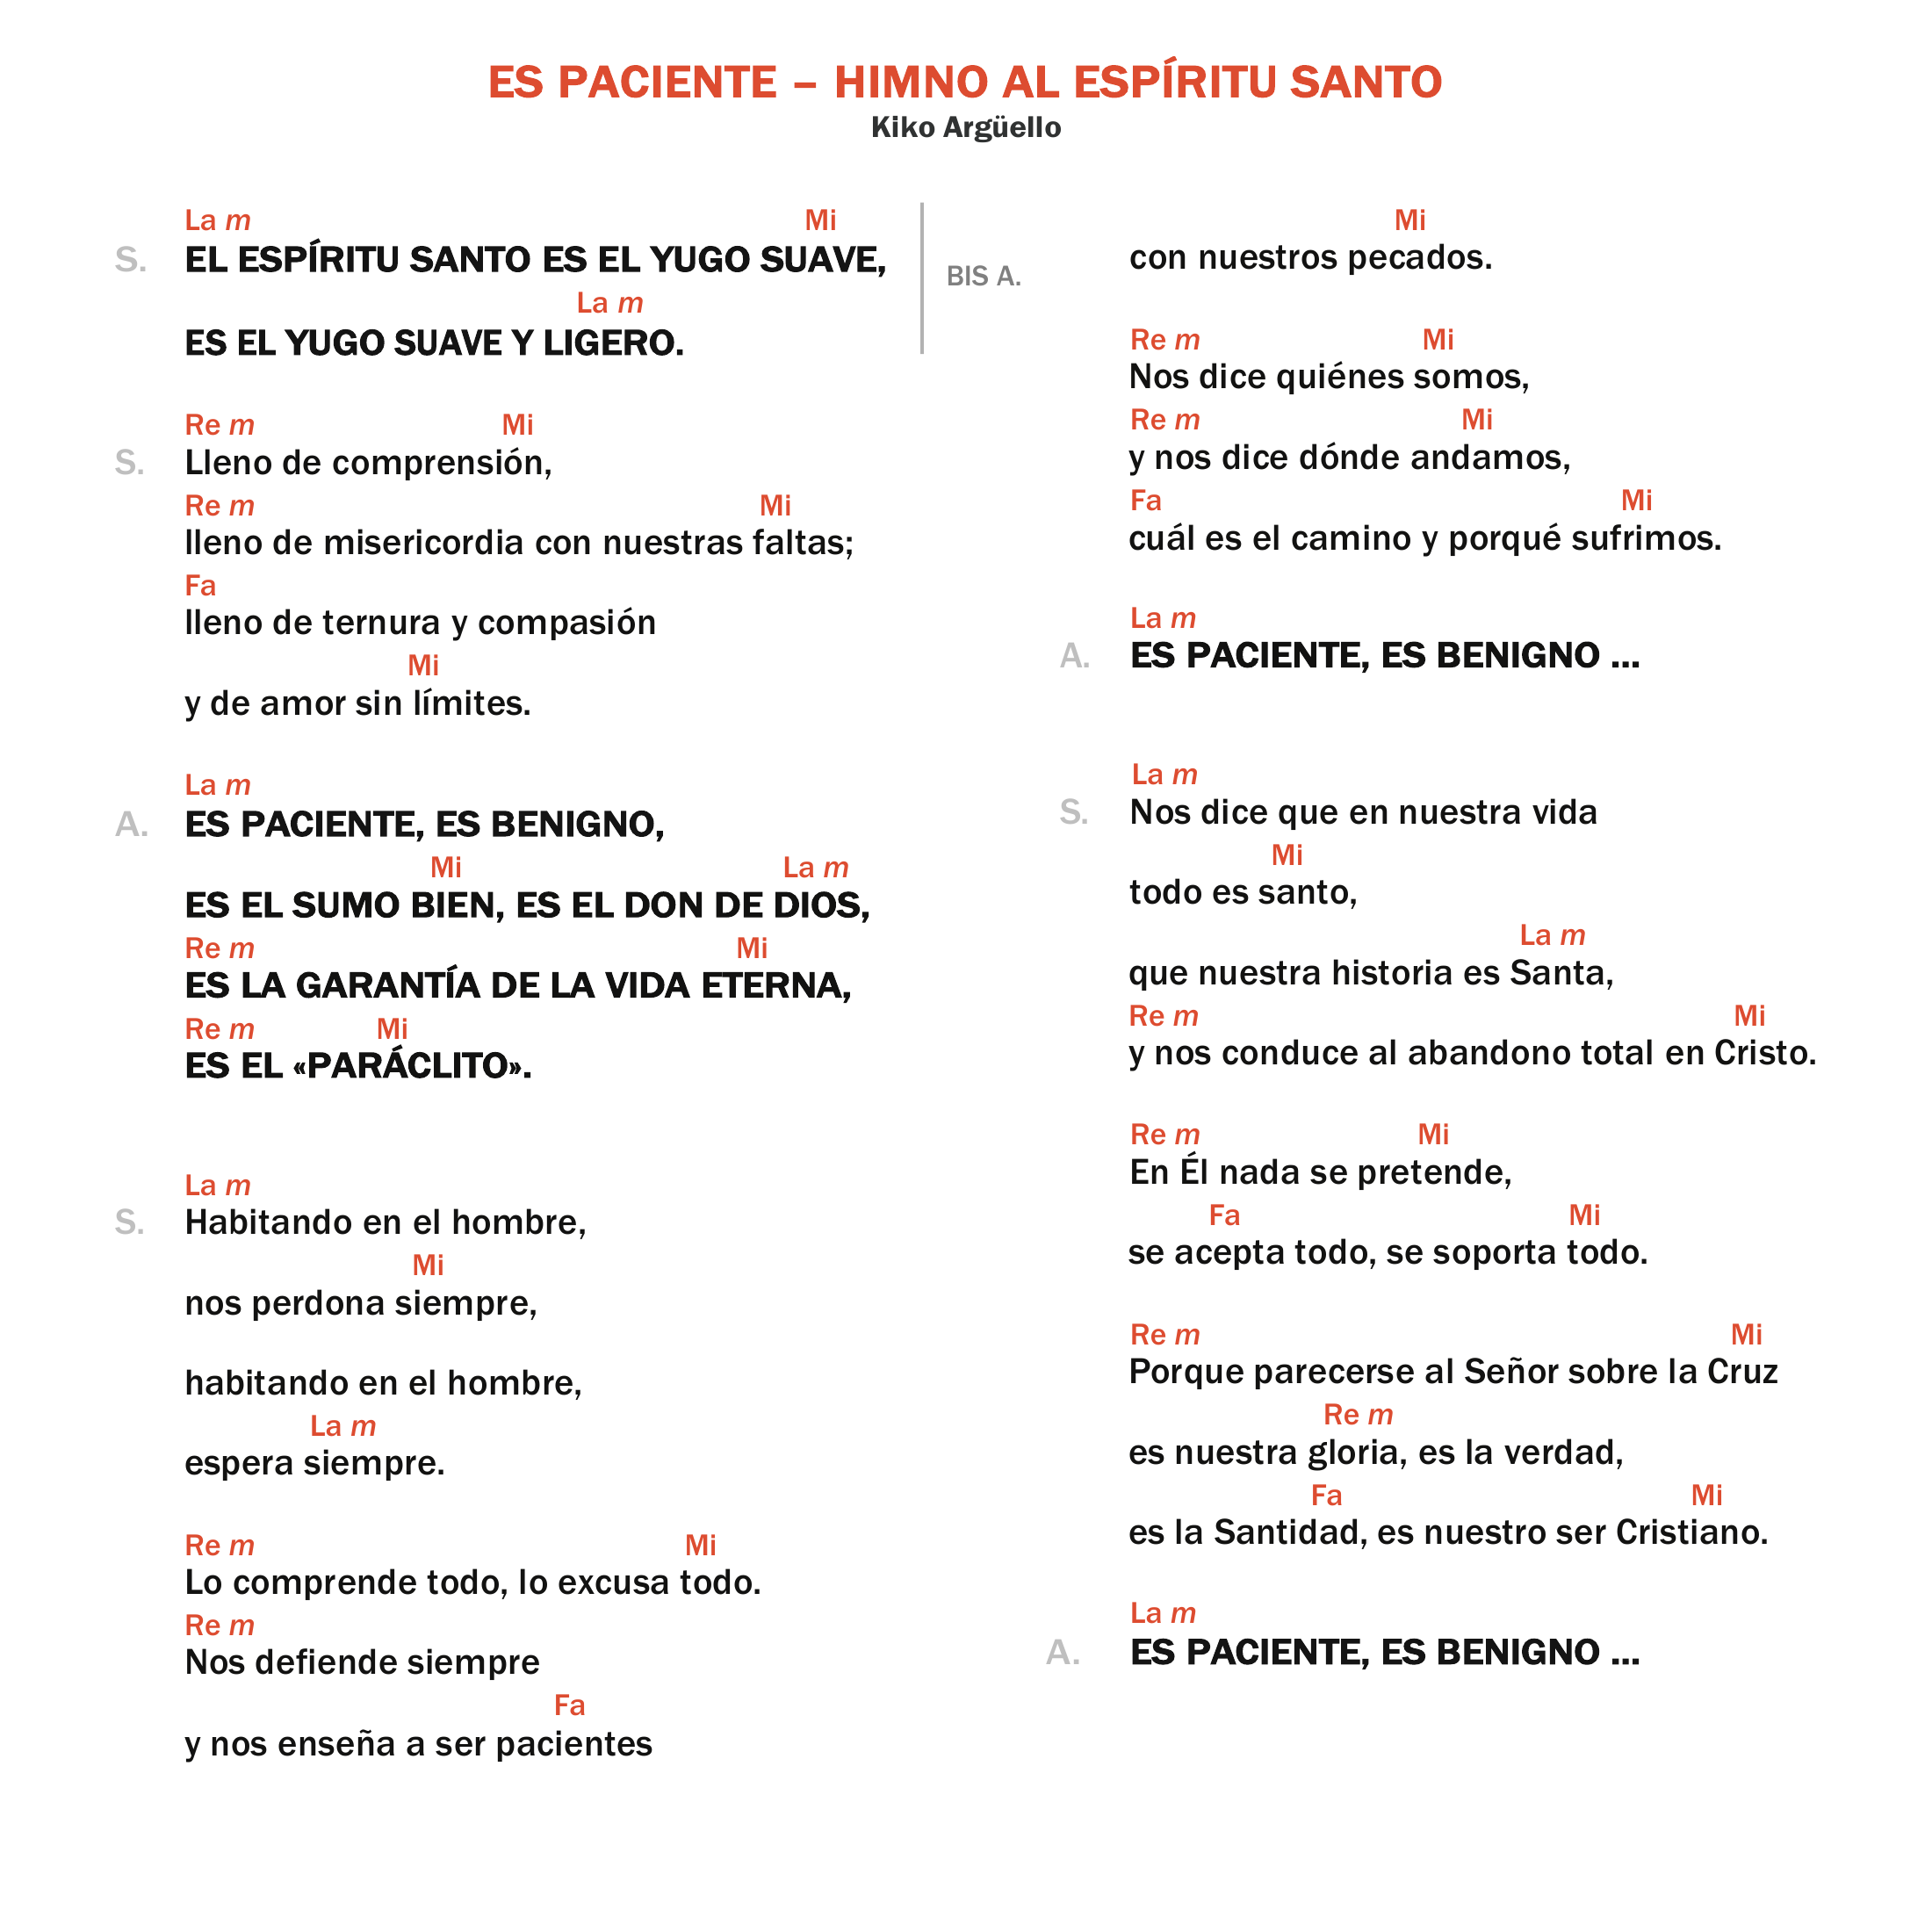 ES PACIENTE – HIMNO AL ESPÍRITU SANTO
Kiko Argüello
La m Mi
S. EL ESPÍRITU SANTO ES EL YUGO SUAVE,
La m
ES EL YUGO SUAVE Y LIGERO.
BIS A.
Re m Mi
S. Lleno de comprensión,
Re m Mi
lleno de misericordia con nuestras faltas;
Fa
lleno de ternura y compasión
Mi
y de amor sin límites.
La m
A. ES PACIENTE, ES BENIGNO,
Mi La m
ES EL SUMO BIEN, ES EL DON DE DIOS,
Re m Mi
ES LA GARANTÍA DE LA VIDA ETERNA,
Re m Mi
ES EL «PARÁCLITO».
La m
S. Habitando en el hombre,
Mi
nos perdona siempre,
habitando en el hombre,
La m
espera siempre.
Re m Mi
Lo comprende todo, lo excusa todo.
Re m
Nos defiende siempre
Fa
y nos enseña a ser pacientes
Mi
con nuestros pecados.
Re m Mi
Nos dice quiénes somos,
Re m Mi
y nos dice dónde andamos,
Fa Mi
cuál es el camino y porqué sufrimos.
La m
A. ES PACIENTE, ES BENIGNO ...
La m
S. Nos dice que en nuestra vida
Mi
todo es santo,
La m
que nuestra historia es Santa,
Re m Mi
y nos conduce al abandono total en Cristo.
Re m Mi
En Él nada se pretende,
Fa Mi
se acepta todo, se soporta todo.
Re m Mi
Porque parecerse al Señor sobre la Cruz
Re m
es nuestra gloria, es la verdad,
Fa Mi
es la Santidad, es nuestro ser Cristiano.
La m
A. ES PACIENTE, ES BENIGNO ...